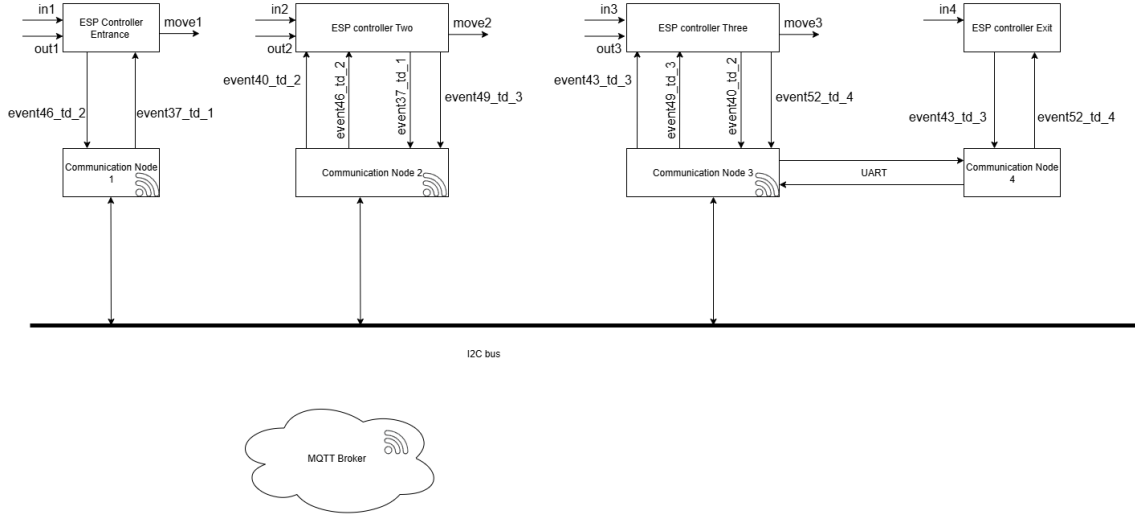 in1
ESP Controller
Entrance
move1
out1
in2
ESP controller Two
move2
out2
in3
ESP controller Three
move3
out3
in4
ESP controller Exit
event46_td_2
event37_td_1
event40_td_2
event46_td_2
event37_td_1
event49_td_3
event43_td_3
event49_td_3
event40_td_2
event52_td_4
event43_td_3
event52_td_4
Communication Node
1
Communication Node 2
Communication Node 3
UART
Communication Node
4
I2C bus
MQTT Broker